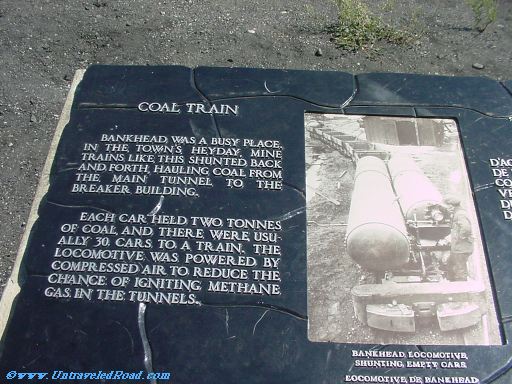 COAL TRAIN
BANKHEAD WAS A BUSY PLACE
IN THE TOWN'S HEYDAY. MINE
TRAINS LIKE THIS SHUNTED BACK
AND FORTH, HAULING COAL FROM
THE MAIN TUNNEL TO THE
BREAKER BUILDING.
EACH CAR HELD TWO TONNES
OF COAL AND THERE WERE USU-
ALLY 30 CARS TO A TRAIN. THE
LOCOMOTIVE WAS POWERED BY
COMPRESSED AIR TO REDUCE THE
CHANCE OF IGNITING METHANE
GAS IN THE TUNNELS.
BANKHEAD LOCOMOTIVE
SHUNTING EMPTY CARS
LOCOMOTIVE DE BANKHEAD
D'A
DE
©www.UntraveledRoad.com